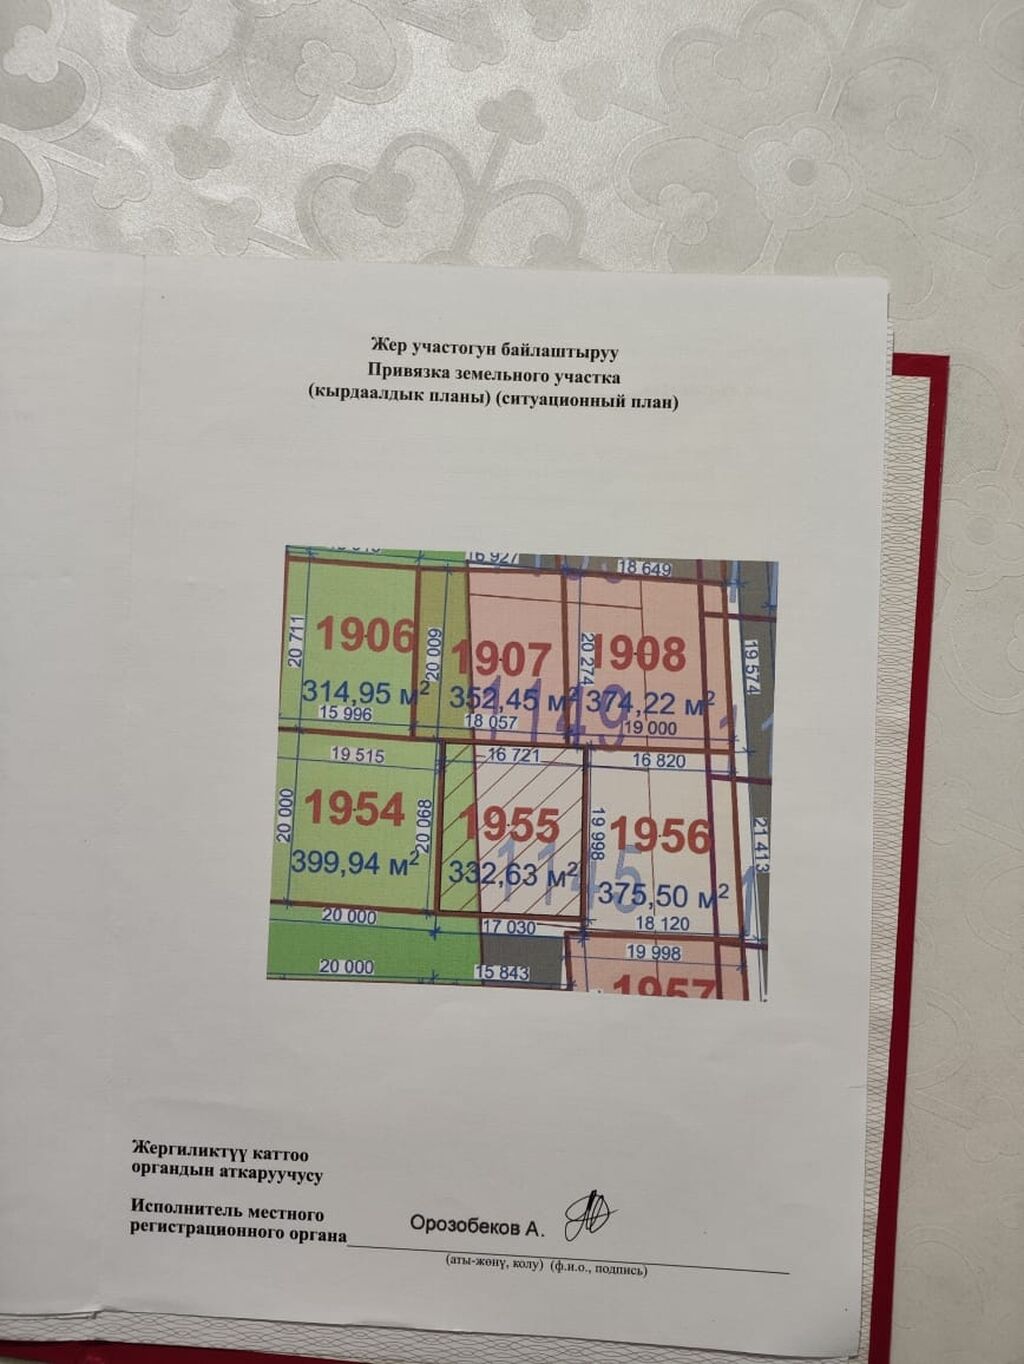 Жер участогун байлаштыруу
Привязка земельного участка
(кырдаалдык планы) (ситуационный план)
16 927
18 649
20 711
1906
20 009
1907
20 274
1908
19 574
314,95 м²
352,45 м²
374,22 м²
1149
15 996
18 057
19 000
19 515
16 721
16 820
20 000
1954
20 068
1955
19 998
1956
21 413
399,94 м²
332,63 м²
375,50 м²
1145
20 000
17 030
18 120
20 000
15 843
19 998
1957
Жергиликтүү каттоо
органдын аткаруучусу
Исполнитель местного
регистрационного органа
Орозобеков А.
(аты-жөнү, колу) (ф.и.о., подпись)